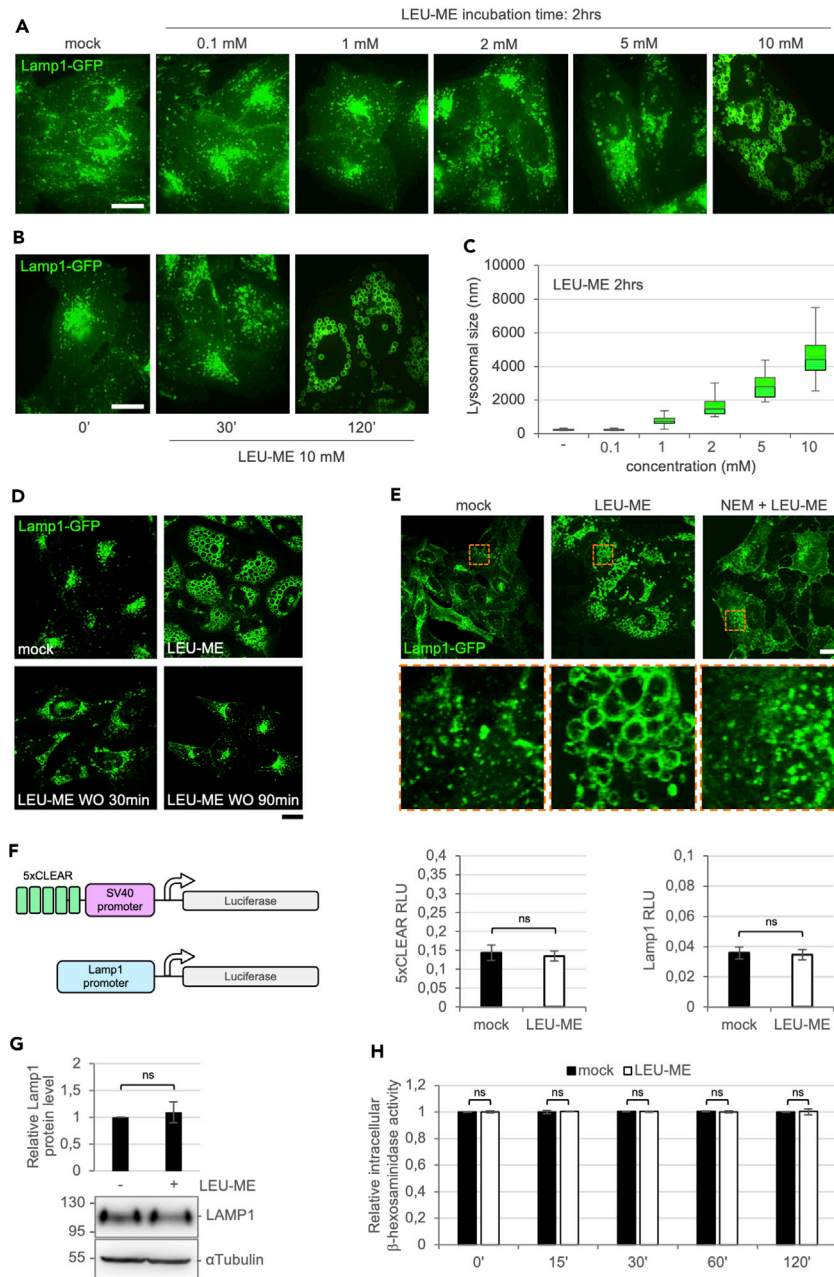 A
LEU-ME incubation time: 2hrs
mock
0.1 mM
1 mM
2 mM
5 mM
10 mM
Lamp1-GFP
B
Lamp1-GFP
0'
30'
120'
LEU-ME 10 mM
C
LEU-ME 2hrs
Lysosomal size (nm)
10000
8000
6000
4000
2000
0
-
0.1
1
2
5
10
concentration (mM)
D
Lamp1-GFP
mock
LEU-ME
LEU-ME WO 30min
LEU-ME WO 90min
E
mock
LEU-ME
NEM + LEU-ME
Lamp1-GFP
F
5xCLEAR
SV40
promoter
Luciferase
Lamp1
promoter
Luciferase
5xCLEAR RLU
0,4
0,35
0,3
0,25
0,2
0,15
0,1
0,05
0
ns
mock
LEU-ME
Lamp1 RLU
0,1
0,08
0,06
0,04
0,02
0
ns
mock
LEU-ME
G
Relative Lamp1
protein level
2
1,5
1
0,5
0
ns
-
+
LEU-ME
130
95
LAMP1
55
αTubulin
H
mock
LEU-ME
Relative intracellular
β-hexosaminidase activity
1,2
1
0,8
0,6
0,4
0,2
0
ns
ns
ns
ns
ns
0'
15'
30'
60'
120'